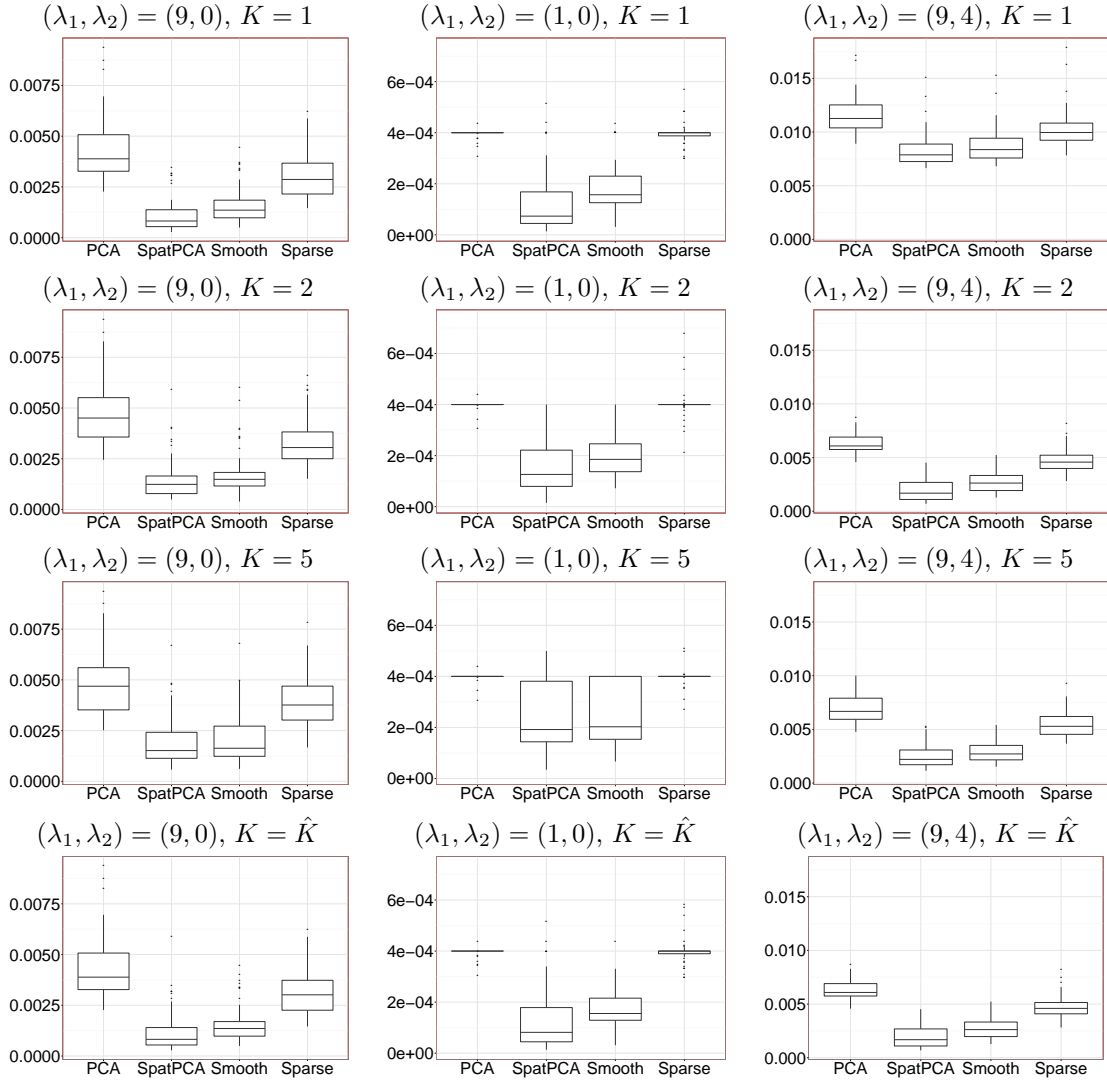 (λ₁, λ₂) = (9, 0), K = 1
(λ₁, λ₂) = (1, 0), K = 1
(λ₁, λ₂) = (9, 4), K = 1
0.0075
0.0050
0.0025
0.0000
PCA SpatPCA Smooth Sparse
6e−04
4e−04
2e−04
0e+00
PCA SpatPCA Smooth Sparse
0.015
0.010
0.005
0.000
PCA SpatPCA Smooth Sparse
(λ₁, λ₂) = (9, 0), K = 2
(λ₁, λ₂) = (1, 0), K = 2
(λ₁, λ₂) = (9, 4), K = 2
0.0075
0.0050
0.0025
0.0000
PCA SpatPCA Smooth Sparse
6e−04
4e−04
2e−04
0e+00
PCA SpatPCA Smooth Sparse
0.015
0.010
0.005
0.000
PCA SpatPCA Smooth Sparse
(λ₁, λ₂) = (9, 0), K = 5
(λ₁, λ₂) = (1, 0), K = 5
(λ₁, λ₂) = (9, 4), K = 5
0.0075
0.0050
0.0025
0.0000
PCA SpatPCA Smooth Sparse
6e−04
4e−04
2e−04
0e+00
PCA SpatPCA Smooth Sparse
0.015
0.010
0.005
0.000
PCA SpatPCA Smooth Sparse
(λ₁, λ₂) = (9, 0), K = K̂
(λ₁, λ₂) = (1, 0), K = K̂
(λ₁, λ₂) = (9, 4), K = K̂
0.0075
0.0050
0.0025
0.0000
PCA SpatPCA Smooth Sparse
6e−04
4e−04
2e−04
0e+00
PCA SpatPCA Smooth Sparse
0.015
0.010
0.005
0.000
PCA SpatPCA Smooth Sparse